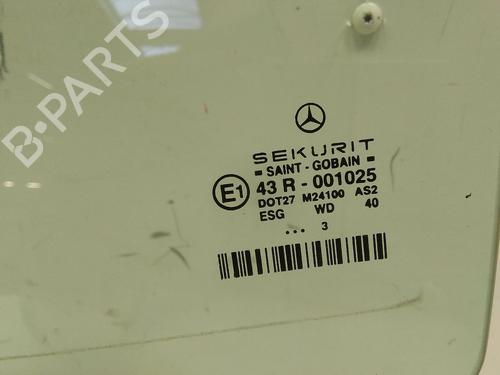 B-PARTS
SEKURIT
SAINT - GOBAIN
E1 43 R - 001025
DOT27 M24100 AS2
ESG WD 40
... 3